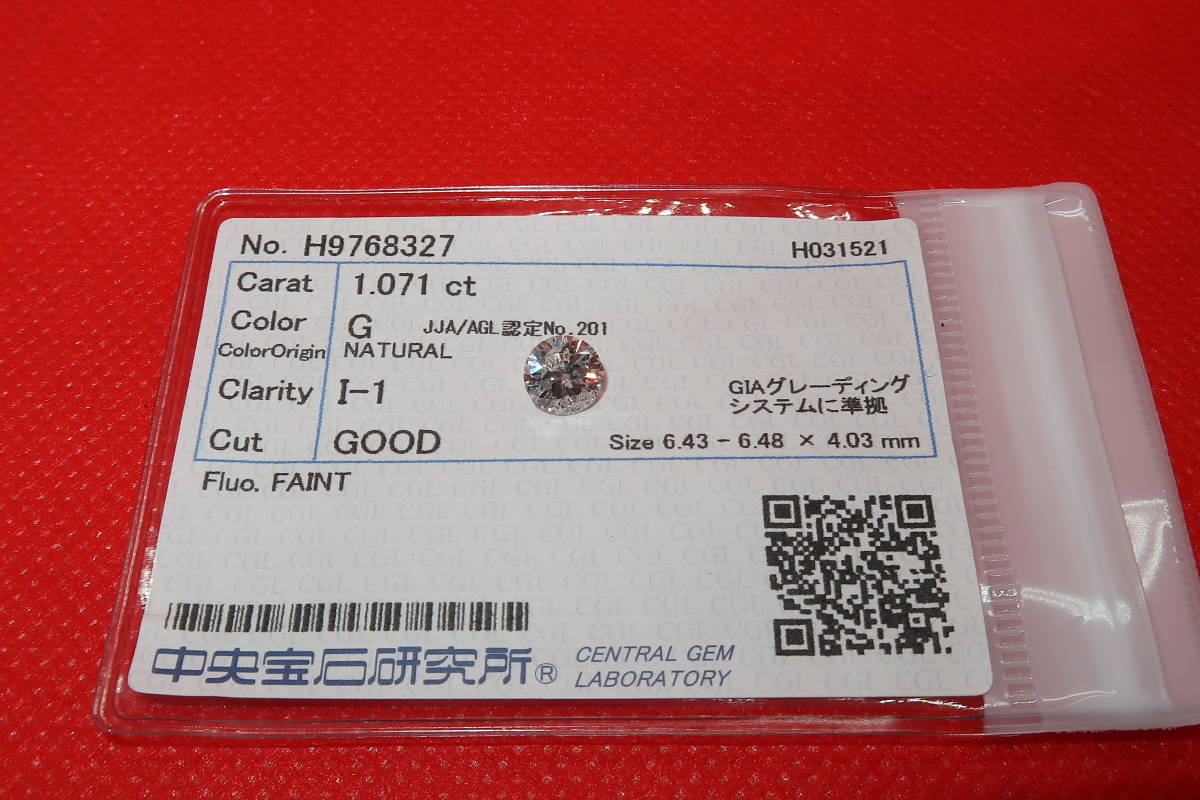 No. H9768327 H031521
Carat 1.071 ct
Color G JJA/AGL認定No.201
ColorOrigin NATURAL
Clarity I-1 GIAグレーディング
システムに準拠
Cut GOOD Size 6.43 - 6.48 × 4.03 mm
Fluo. FAINT
中央宝石研究所® CENTRAL GEM
LABORATORY